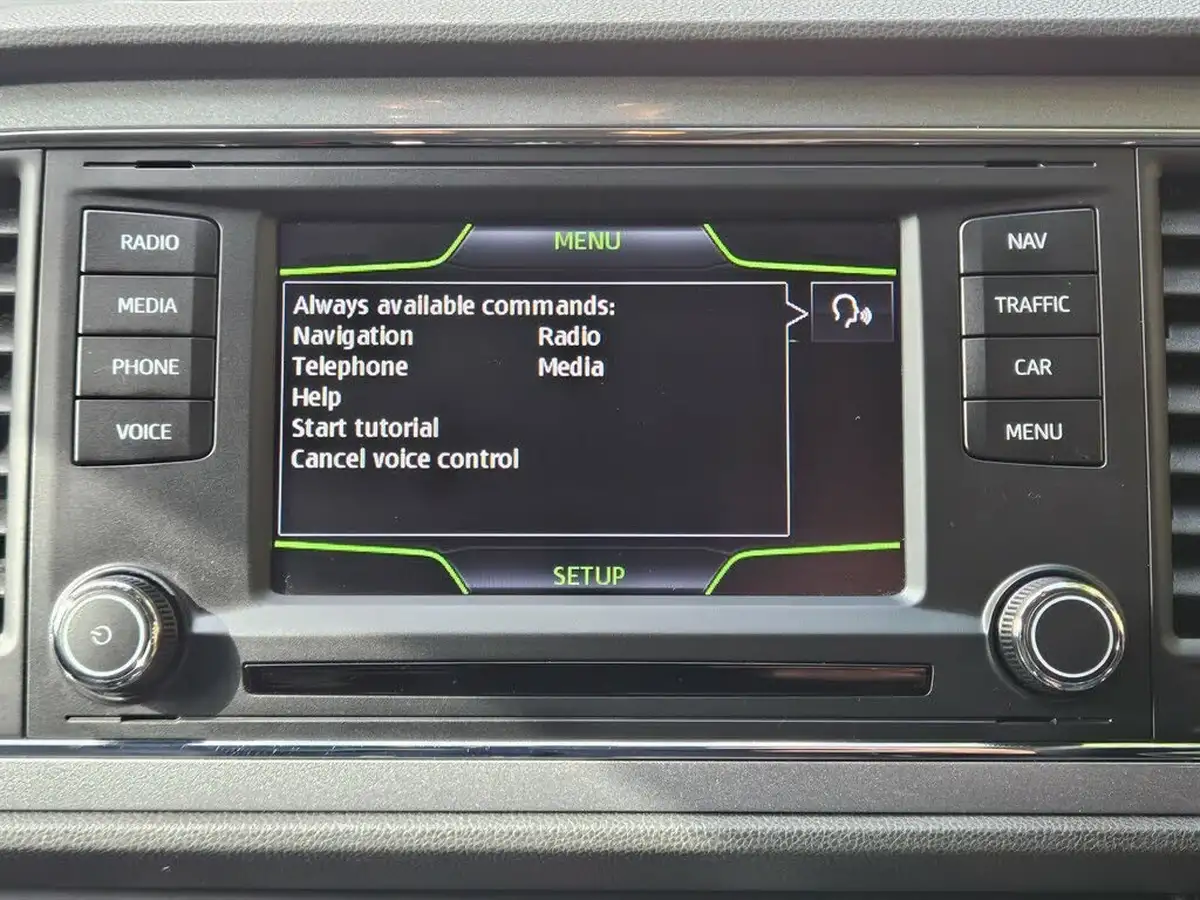 RADIO
MEDIA
PHONE
VOICE
MENU
Always available commands:
Navigation Radio
Telephone Media
Help
Start tutorial
Cancel voice control
SETUP
NAV
TRAFFIC
CAR
MENU